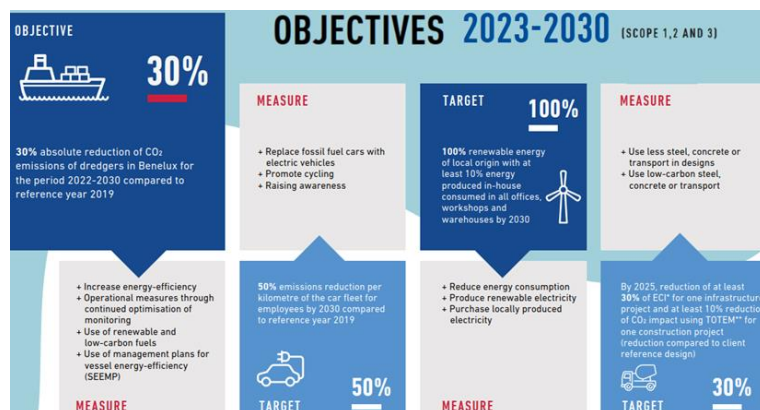 OBJECTIVES 2023-2030 (SCOPE 1,2 AND 3)
OBJECTIVE
30%
30% absolute reduction of CO₂
emissions of dredgers in Benelux for
the period 2022-2030 compared to
reference year 2019
+ Increase energy-efficiency
+ Operational measures through
continued optimisation of
monitoring
+ Use of renewable and
low-carbon fuels
+ Use of management plans for
vessel energy-efficiency
(SEEMP)
MEASURE
MEASURE
+ Replace fossil fuel cars with
electric vehicles
+ Promote cycling
+ Raising awareness
50% emissions reduction per
kilometre of the car fleet for
employees by 2030 compared
to reference year 2019
50%
TARGET
TARGET
100%
100% renewable energy
of local origin with at
least 10% energy
produced in-house
consumed in all offices,
workshops and
warehouses by 2030
+ Reduce energy consumption
+ Produce renewable electricity
+ Purchase locally produced
electricity
MEASURE
MEASURE
+ Use less steel, concrete or
transport in designs
+ Use low-carbon steel,
concrete or transport
By 2025, reduction of at least
30% of ECI* for one infrastructur
project and at least 10% reductio
of CO₂ impact using TOTEM** for
one construction project
(reduction compared to client
reference design)
30%
TARGET